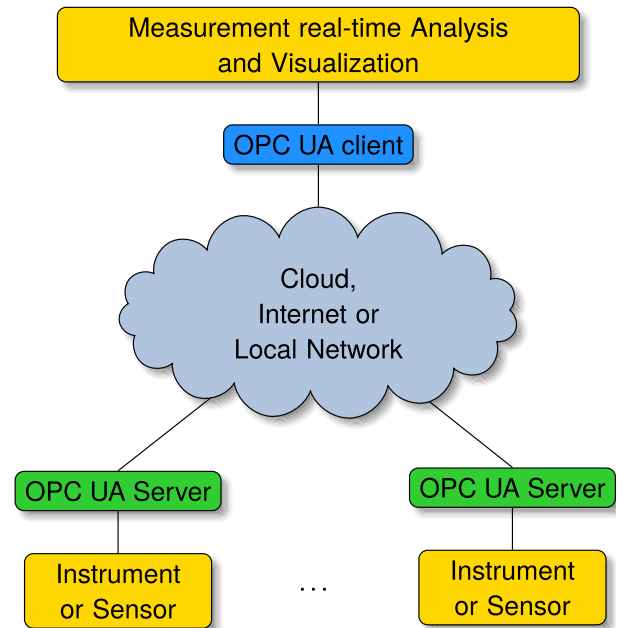 Measurement real-time Analysis
and Visualization
OPC UA client
Cloud,
Internet or
Local Network
OPC UA Server
OPC UA Server
Instrument
or Sensor
...
Instrument
or Sensor